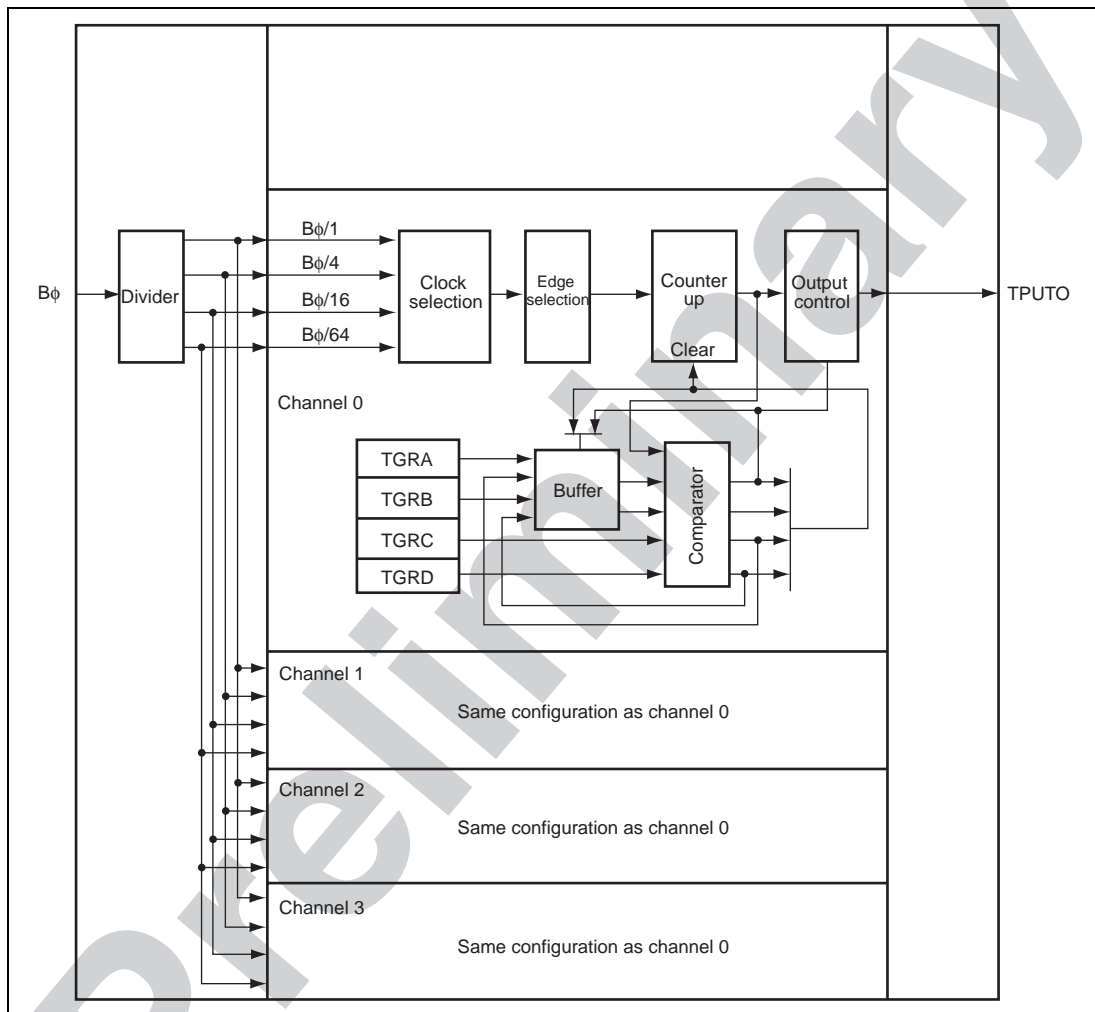 Preliminary
Bφ
Divider
Bφ/1
Bφ/4
Bφ/16
Bφ/64
Clock
selection
Edge
selection
Counter
up
Clear
Output
control
TPUTO
Channel 0
TGRA
TGRB
TGRC
TGRD
Buffer
Comparator
Channel 1
Same configuration as channel 0
Channel 2
Same configuration as channel 0
Channel 3
Same configuration as channel 0